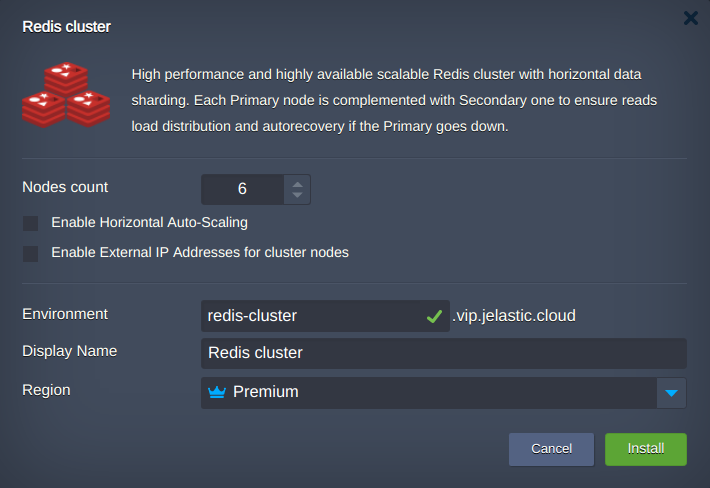 Redis cluster
High performance and highly available scalable Redis cluster with horizontal data
sharding. Each Primary node is complemented with Secondary one to ensure reads
load distribution and autorecovery if the Primary goes down.
Nodes count 6
Enable Horizontal Auto-Scaling
Enable External IP Addresses for cluster nodes
Environment redis-cluster .vip.jelastic.cloud
Display Name Redis cluster
Region Premium
Cancel Install